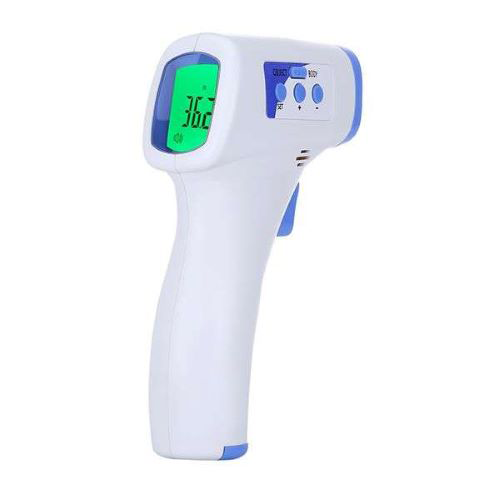 36.2
OBJECT BODY
SET + -